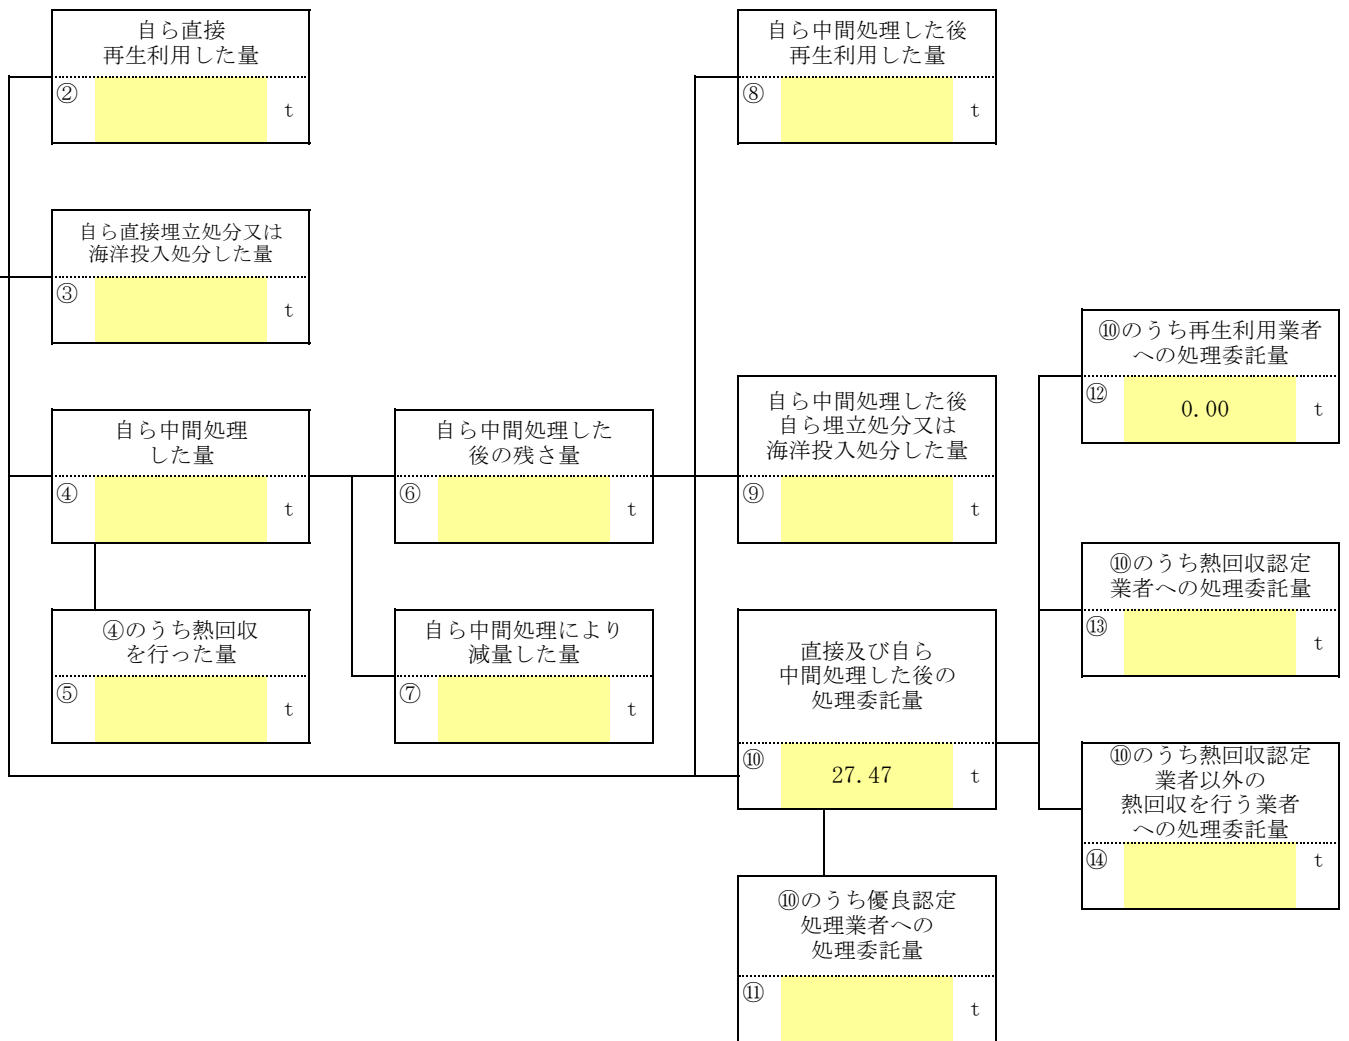 自ら直接
再生利用した量
②
t
自ら中間処理した後
再生利用した量
⑧
t
自ら直接埋立処分又は
海洋投入処分した量
③
t
⑩のうち再生利用業者
への処理委託量
⑫
0.00
t
自ら中間処理
した量
④
t
自ら中間処理した
後の残さ量
⑥
t
自ら中間処理した後
自ら埋立処分又は
海洋投入処分した量
⑨
t
⑩のうち熱回収認定
業者への処理委託量
⑬
t
④のうち熱回収
を行った量
⑤
t
自ら中間処理により
減量した量
⑦
t
直接及び自ら
中間処理した後の
処理委託量
⑩
27.47
t
⑩のうち熱回収認定
業者以外の
熱回収を行う業者
への処理委託量
⑭
t
⑩のうち優良認定
処理業者への
処理委託量
⑪
t